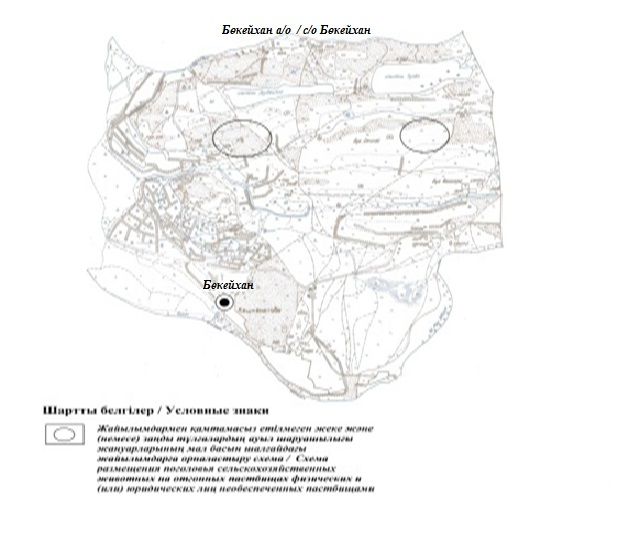 Бөкейхан а/о / с/о Бөкейхан
Бөкейхан
Шартты белгілер / Условные знаки
Жайылымдармен қамтамасыз етілмеген жеке және
(немесе) заңды тұлғалардың ауыл шаруашылығы
жануарларының мал басын шалғайдағы
жайылымдарға орналастыру схема / Схема
размещения поголовья сельскохозяйственных
животных на отгонных пастбищах физических и
(или) юридических лиц необеспеченных пастбищами